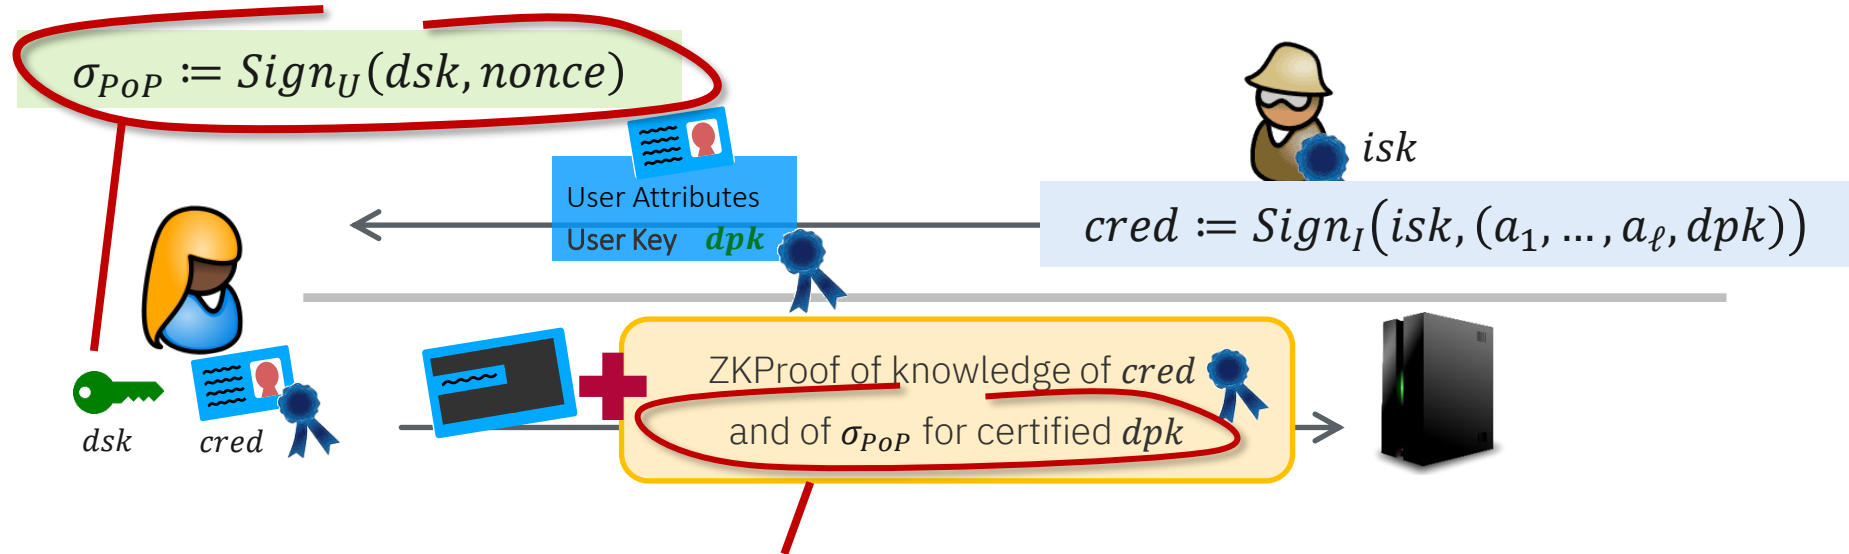 σ_PoP ≔ Sign_U(dsk, nonce)
isk
User Attributes
User Key dpk
cred ≔ Sign_I(isk, (a_1, …, a_ℓ, dpk))
ZKProof of knowledge of cred
and of σ_PoP for certified dpk
dsk
cred